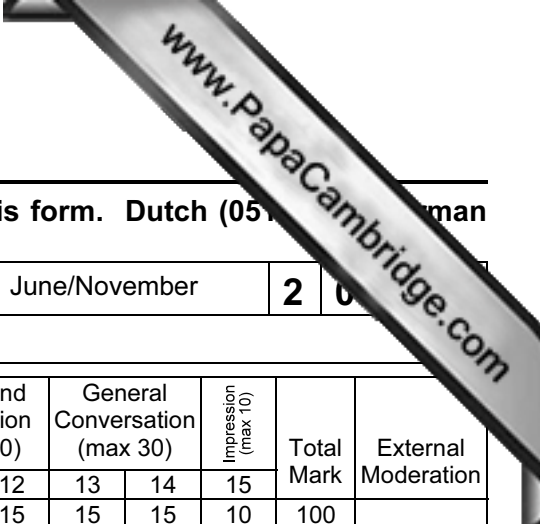 www.PapaCambridge.com
is form. Dutch (051 man
June/November 2 0
nd General Impression
ion Conversation (max 10)
0) (max 30) Total External
12 13 14 15 Mark Moderation
15 15 15 10 100